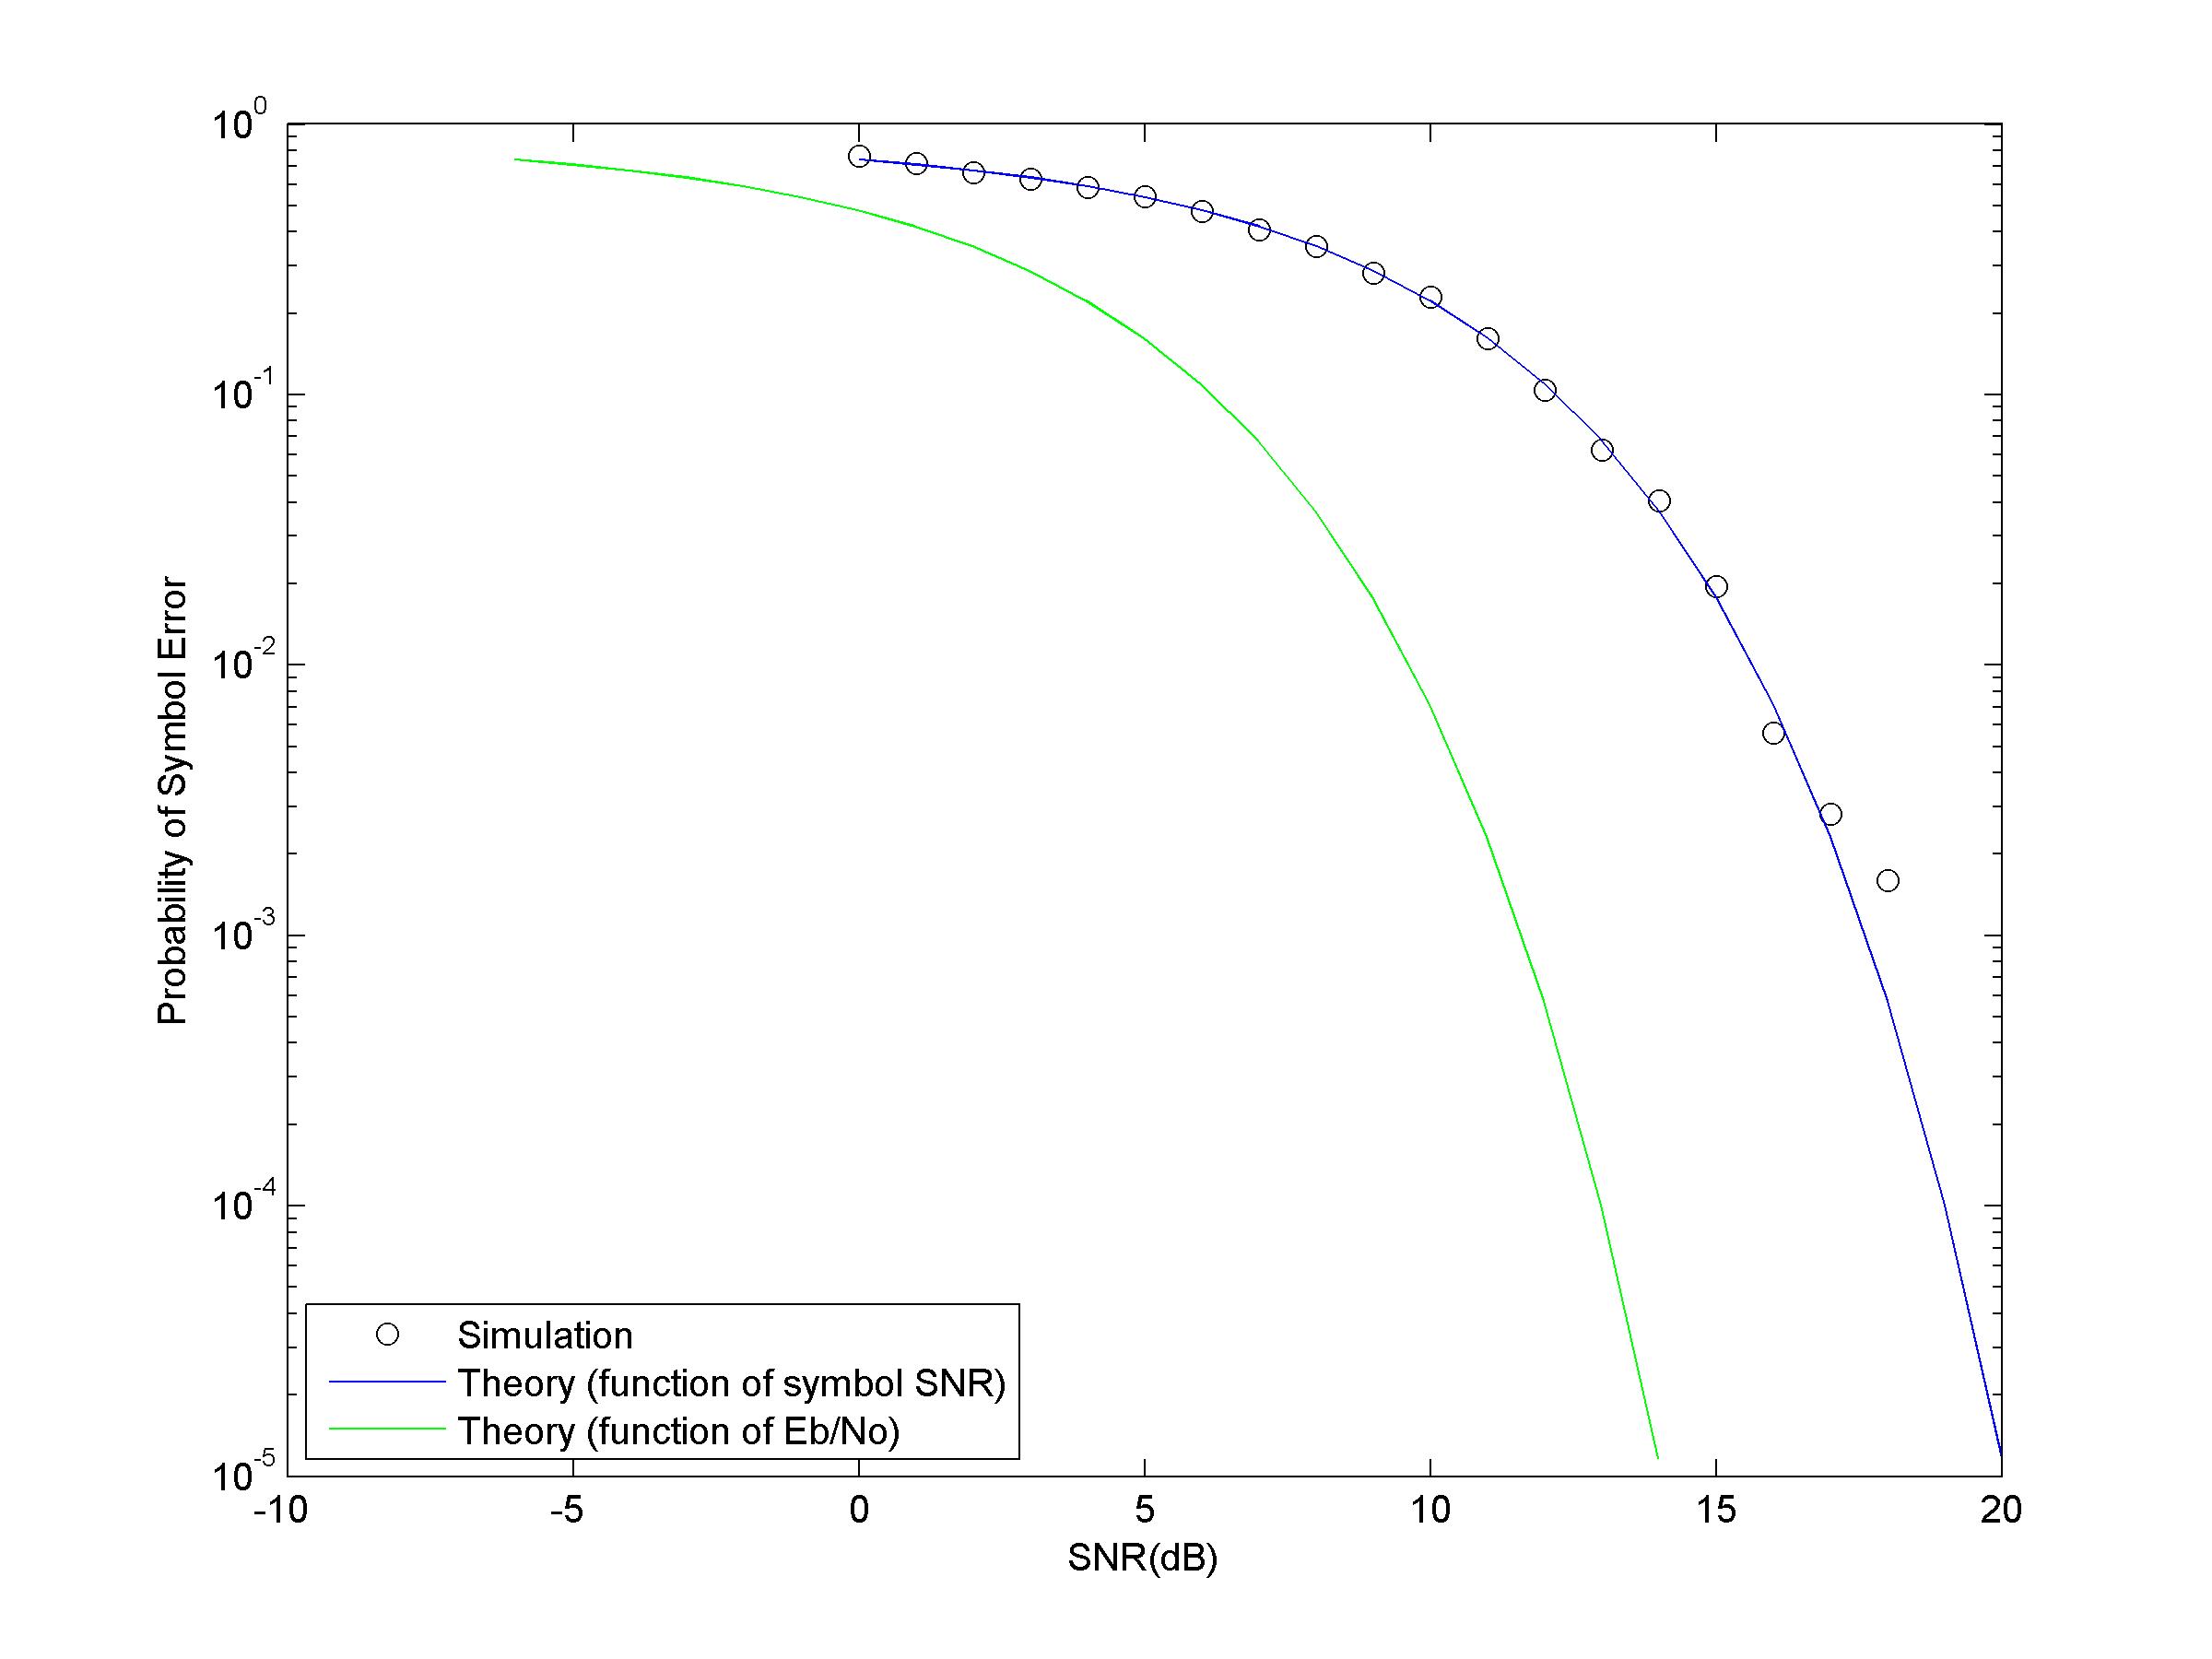 10^0
10^-1
10^-2
10^-3
10^-4
10^-5
Probability of Symbol Error
Simulation
Theory (function of symbol SNR)
Theory (function of Eb/No)
-10 -5 0 5 10 15 20
SNR(dB)